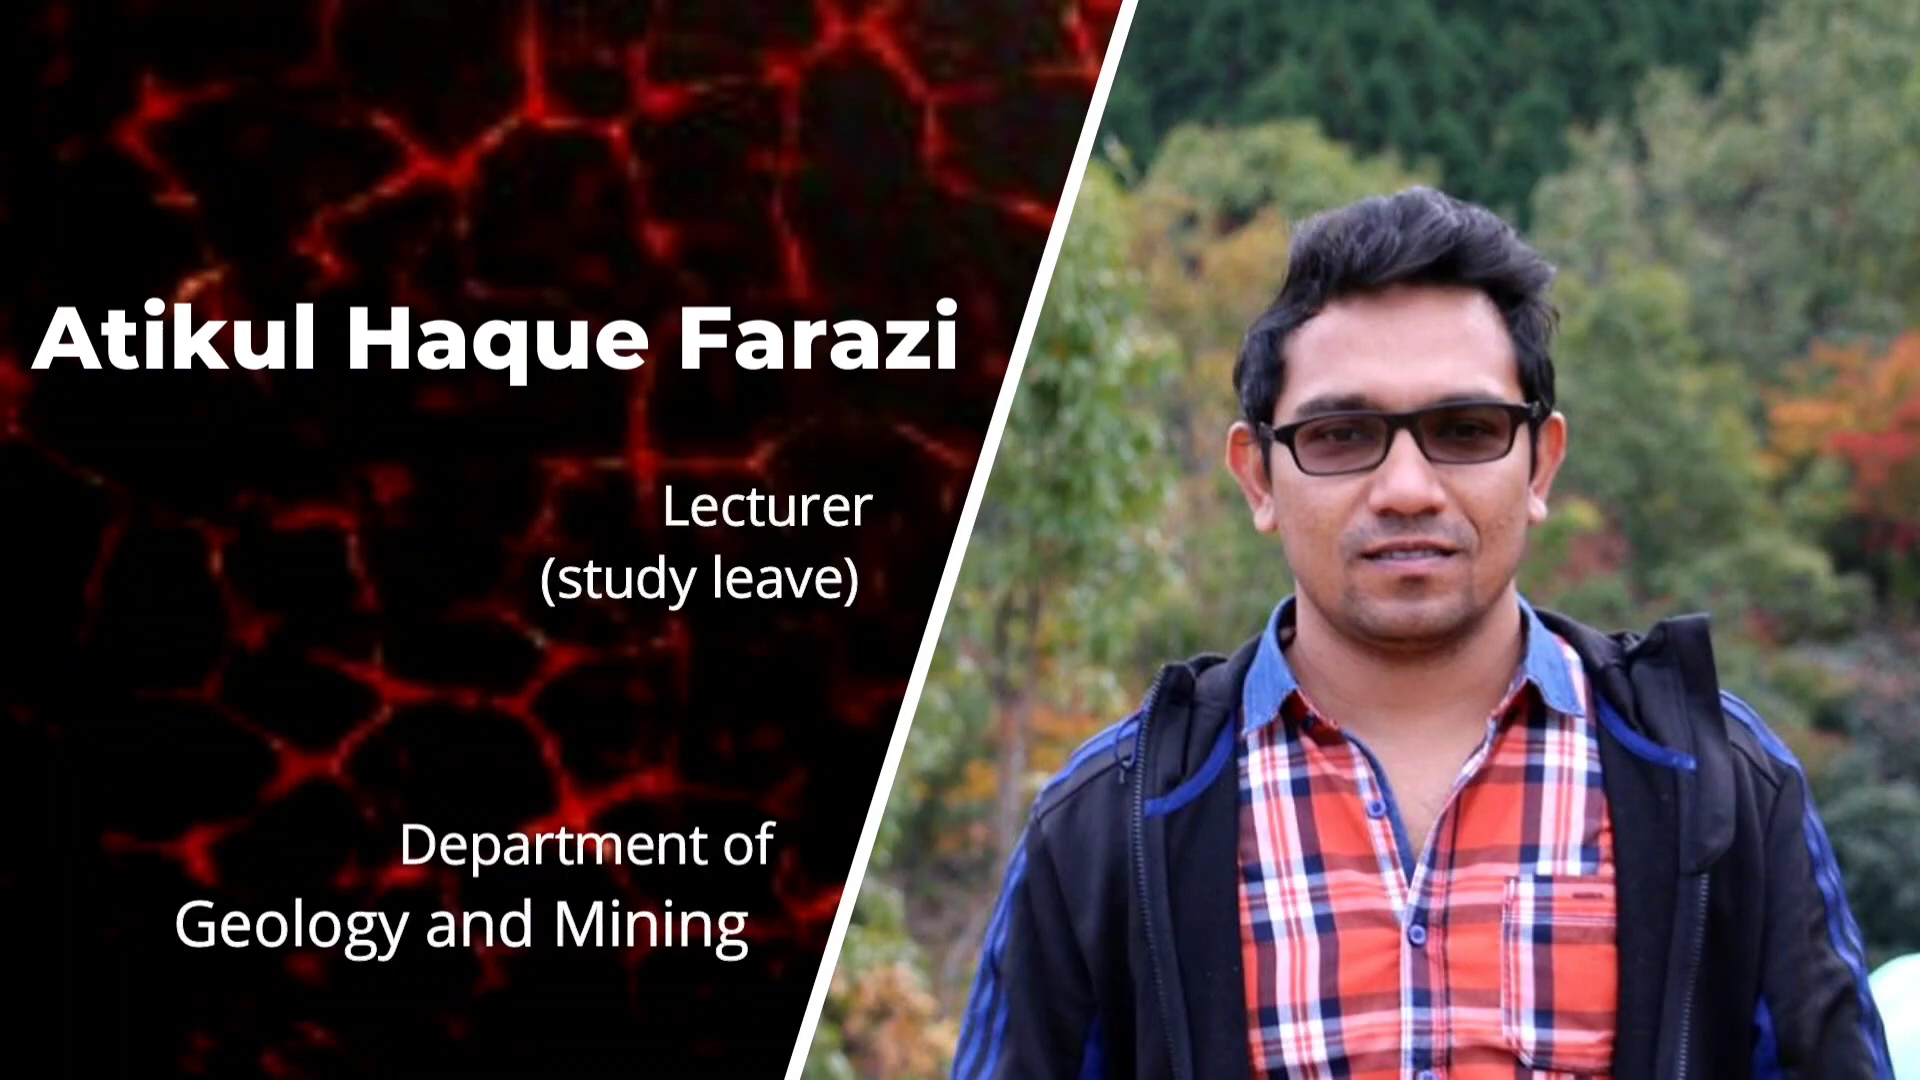 Atikul Haque Farazi
Lecturer
(study leave)
Department of
Geology and Mining